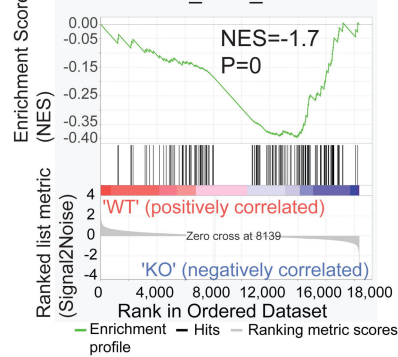 Enrichment Score
(NES)
0.00
-0.05
-0.15
-0.25
-0.35
-0.40
NES=-1.7
P=0
Ranked list metric
(Signal2Noise)
4
2
0
-2
-4
'WT' (positively correlated)
Zero cross at 8139
'KO' (negatively correlated)
0 4,000 8,000 12,000 16,000 18,000
Rank in Ordered Dataset
Enrichment profile Hits Ranking metric scores